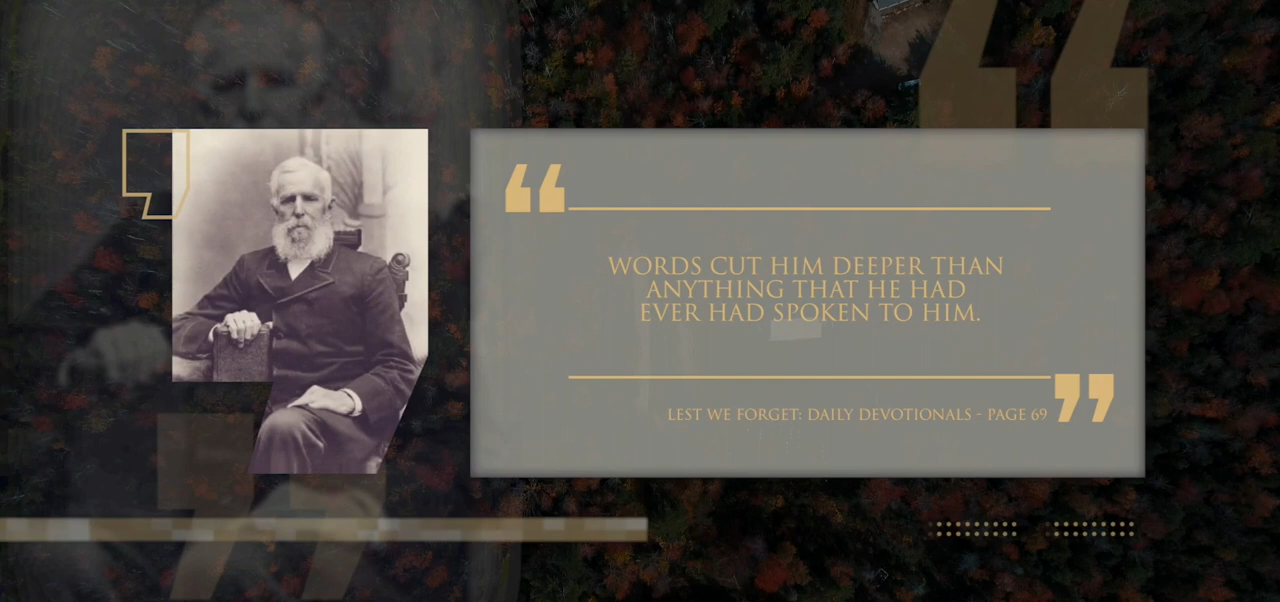 WORDS CUT HIM DEEPER THAN
ANYTHING THAT HE HAD
EVER HAD SPOKEN TO HIM.
LEST WE FORGET: DAILY DEVOTIONALS - PAGE 69